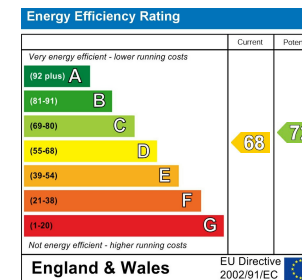 Energy Efficiency Rating
Current
Very energy efficient - lower running costs
(92 plus) A
(81-91) B
(69-80) C
(55-68) D
68
(39-54) E
(21-38) F
(1-20) G
Not energy efficient - higher running costs
England & Wales
EU Directive
2002/91/EC